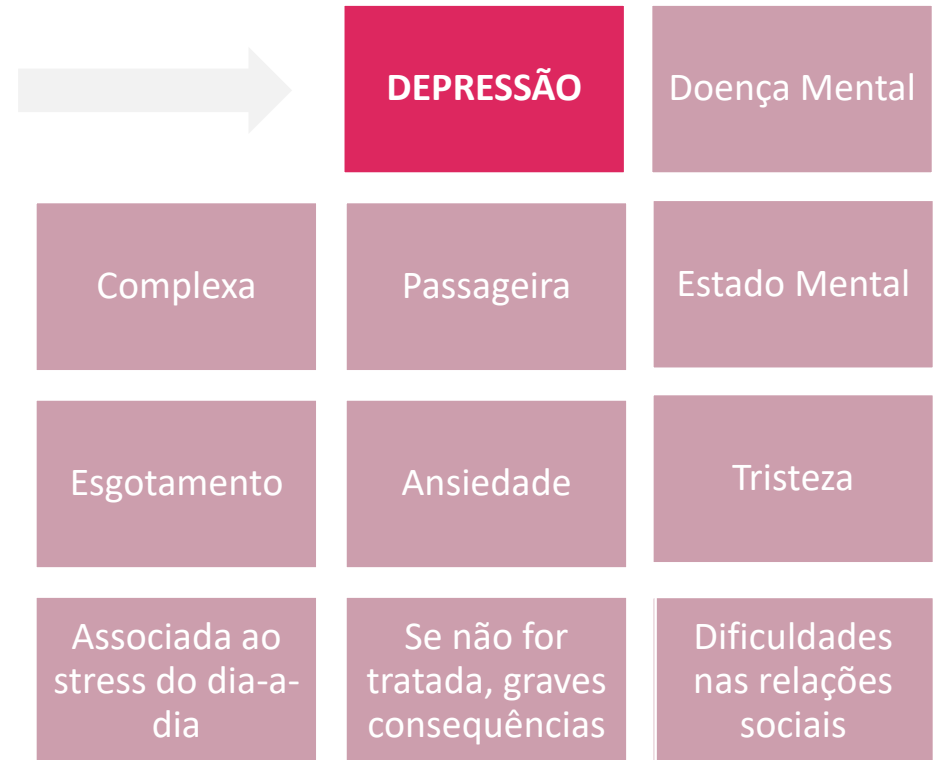 DEPRESSÃO
Doença Mental
Complexa
Passageira
Estado Mental
Esgotamento
Ansiedade
Tristeza
Associada ao
stress do dia-a-
dia
Se não for
tratada, graves
consequências
Dificuldades
nas relações
sociais